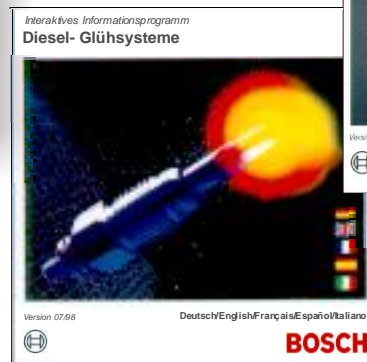 Interaktives Informationsprogramm
Diesel- Glühsysteme
Version 07/98
Deutsch/English/Français/Español/Italiano
BOSCH